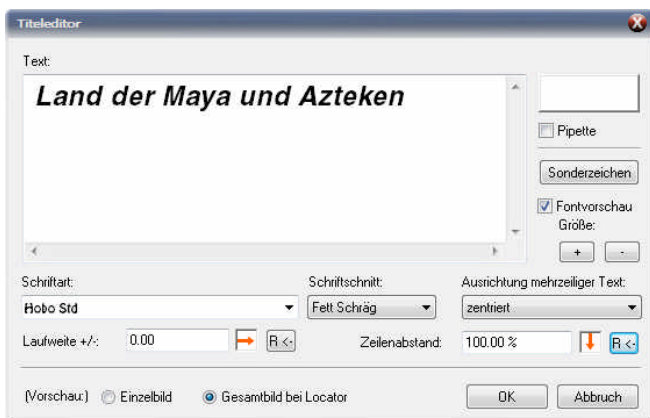 Titeleditor
Text:
Land der Maya und Azteken
Pipette
Sonderzeichen
Fontvorschau
Größe:
+ -
Schriftart: Schriftschnitt: Ausrichtung mehrzeiliger Text:
Hobo Std Fett Schräg zentriert
Laufweite +/-: 0.00 R <- Zeilenabstand: 100.00 % R <-
(Vorschau:) Einzelbild Gesamtbild bei Locator OK Abbruch